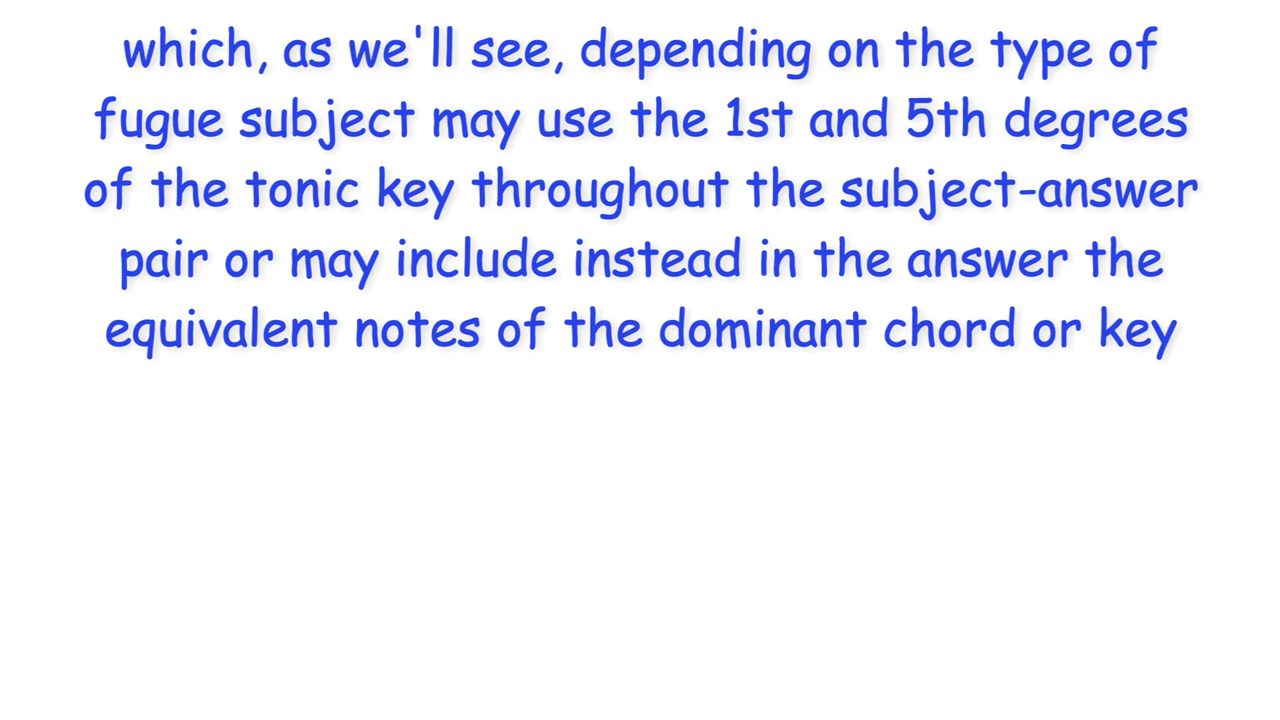 which, as we'll see, depending on the type of
fugue subject may use the 1st and 5th degrees
of the tonic key throughout the subject-answer
pair or may include instead in the answer the
equivalent notes of the dominant chord or key